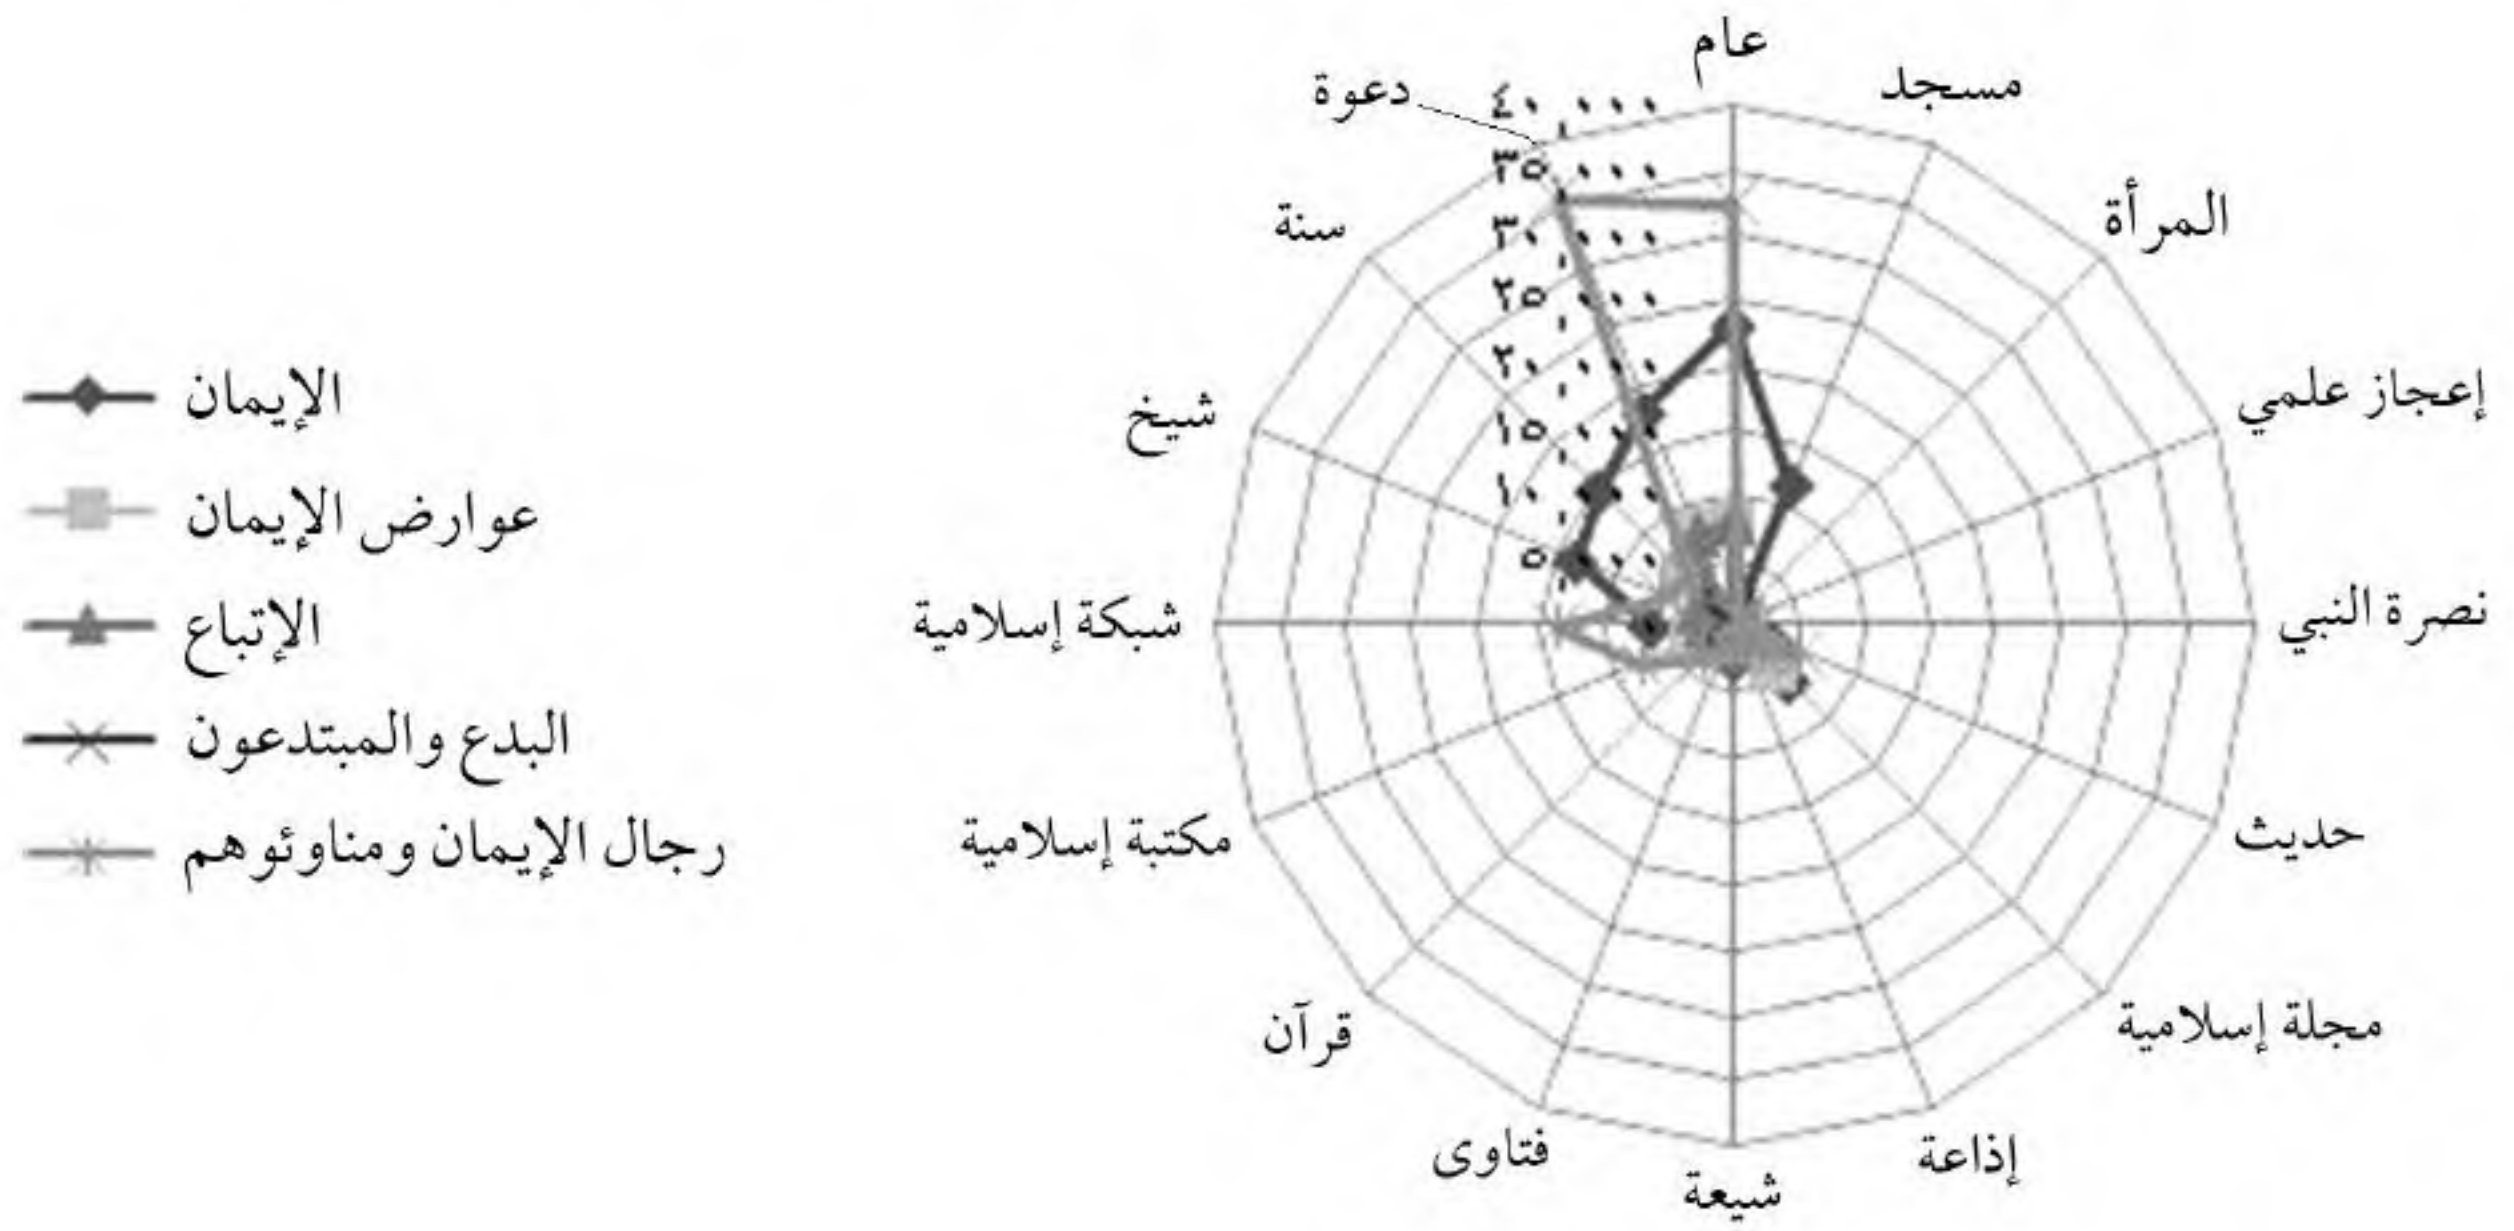 عام
مسجد
المرأة
إعجاز علمي
نصرة النبي
حديث
مجلة إسلامية
إذاعة
شيعة
فتاوى
قرآن
مكتبة إسلامية
شبكة إسلامية
شيخ
سنة
دعوة
٤٠,٠٠٠
٣٥,٠٠٠
٣٠,٠٠٠
٢٥,٠٠٠
٢٠,٠٠٠
١٥,٠٠٠
١٠,٠٠٠
٥,٠٠٠
الإيمان
عوارض الإيمان
الإتباع
البدع والمبتدعون
رجال الإيمان ومناوئوهم